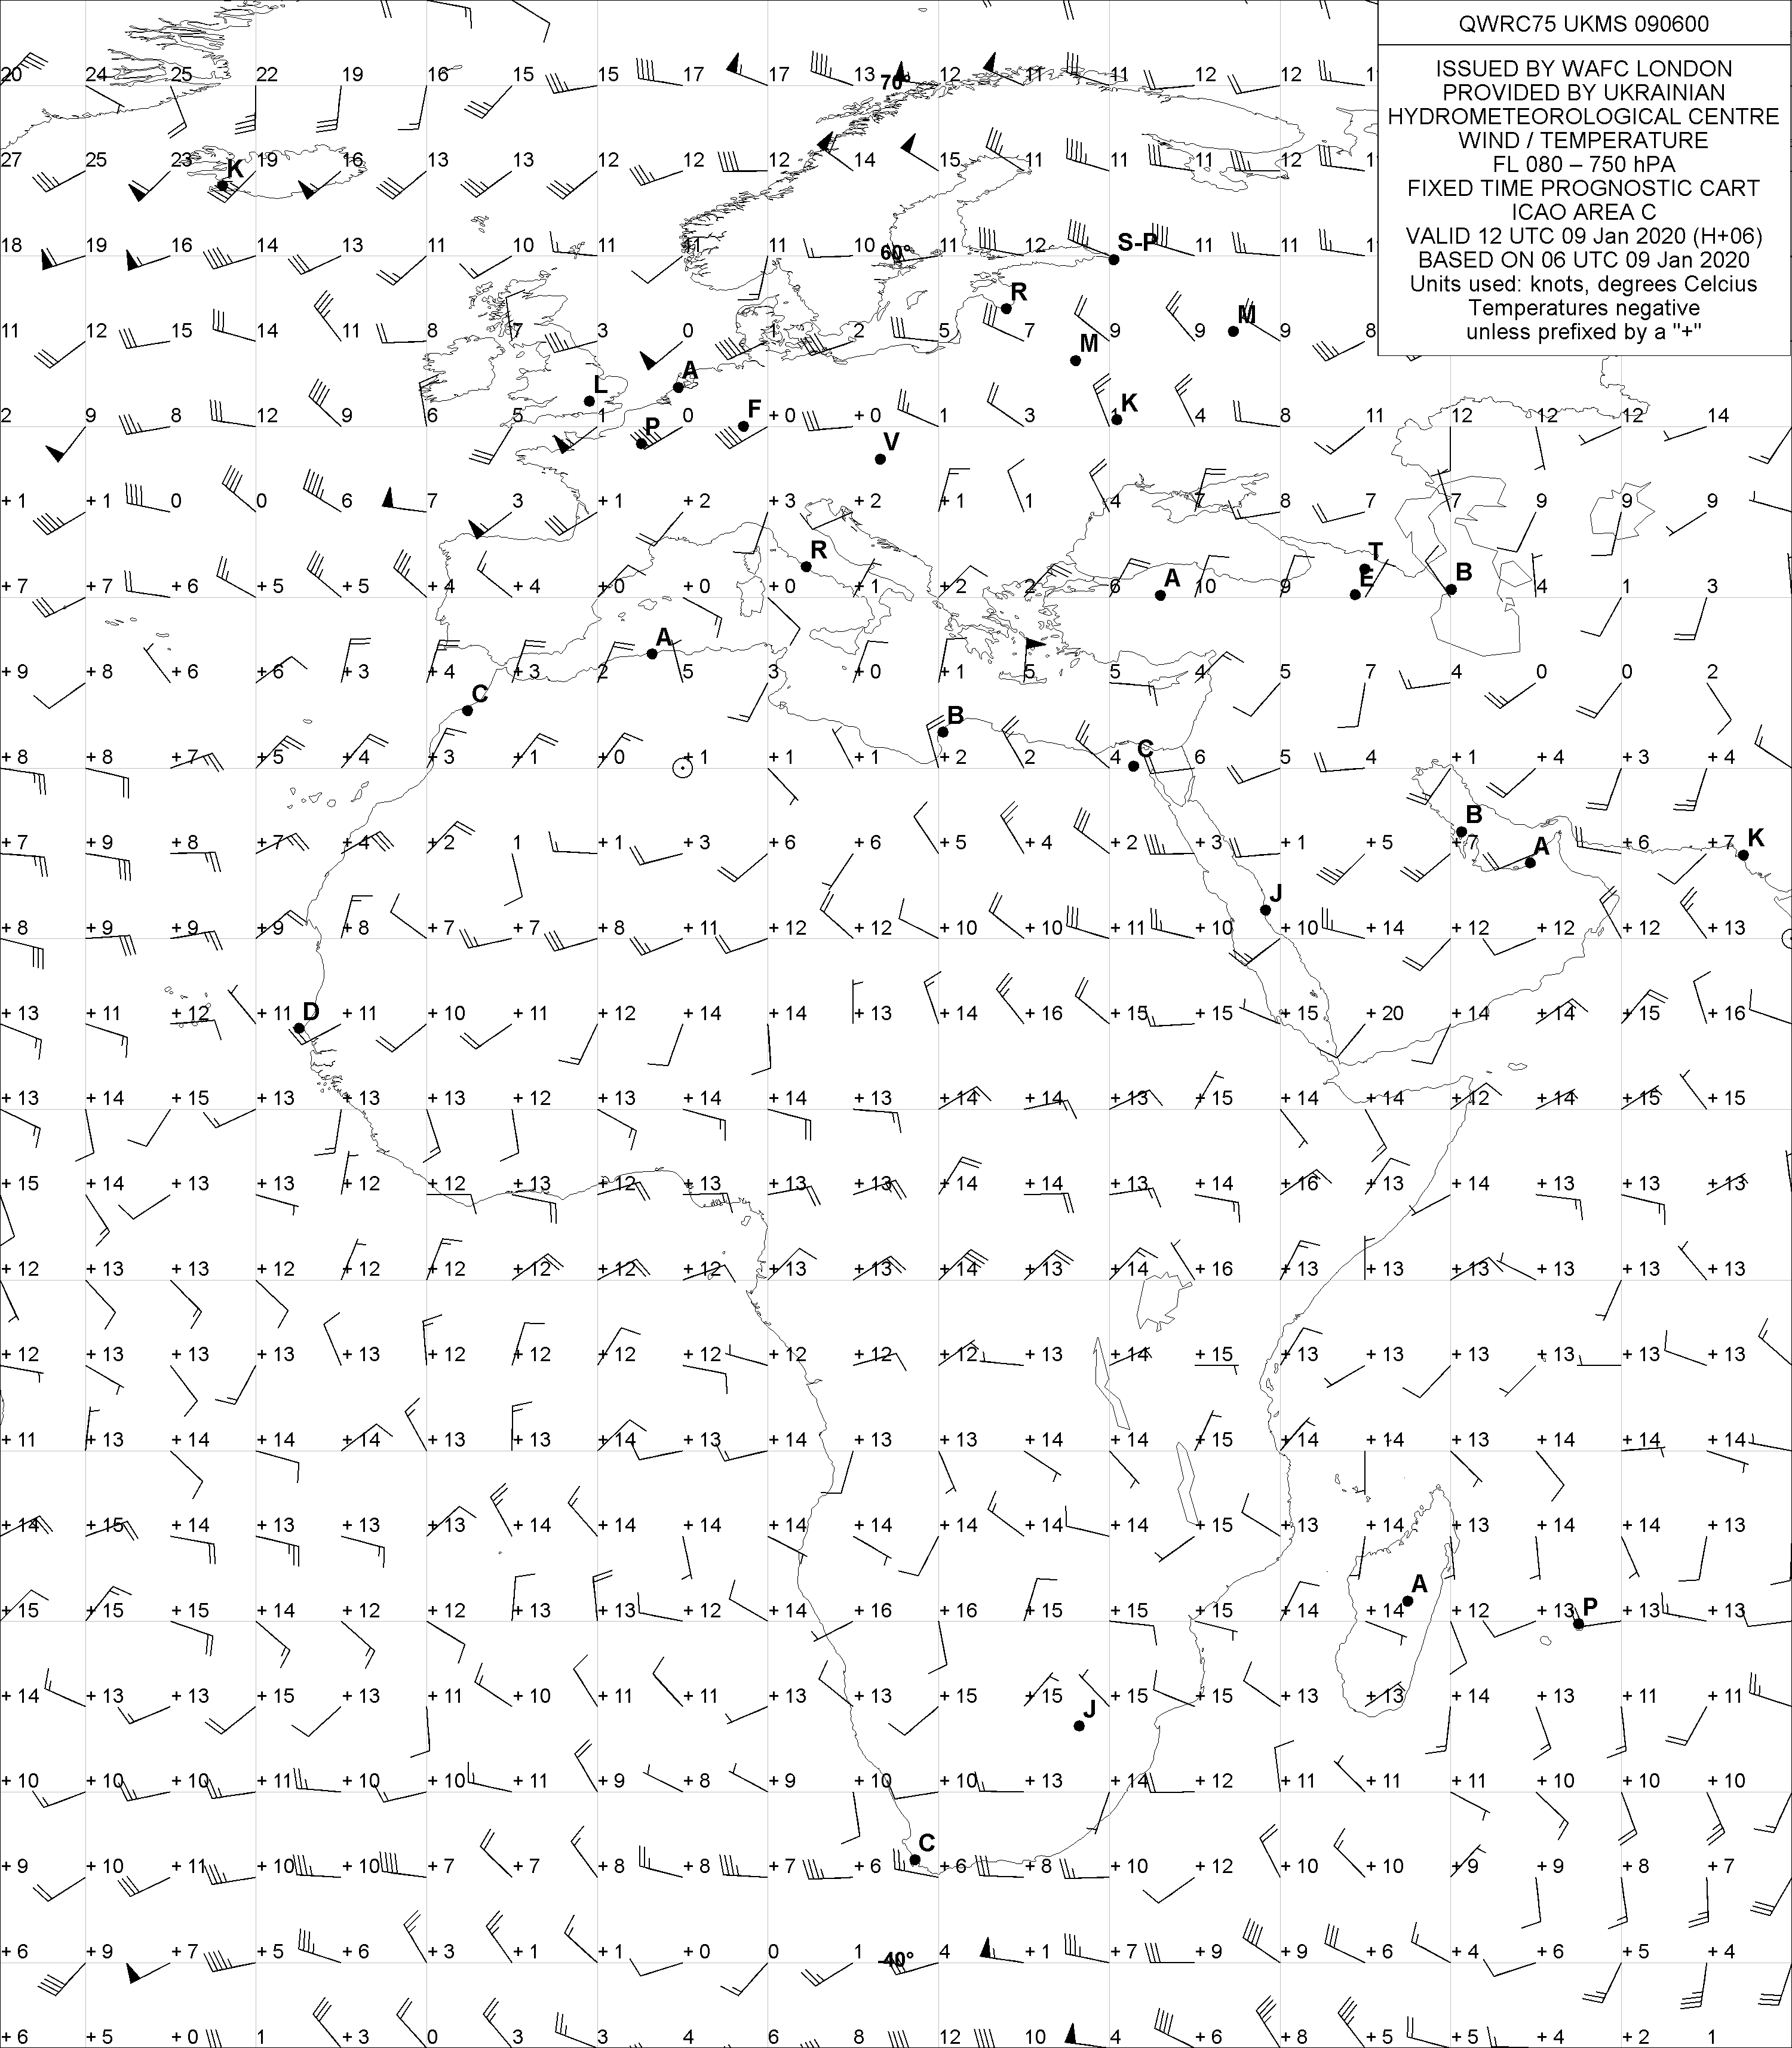 QWRC75 UKMS 090600
ISSUED BY WAFC LONDON
PROVIDED BY UKRAINIAN
HYDROMETEOROLOGICAL CENTRE
WIND / TEMPERATURE
FL 080 – 750 hPA
FIXED TIME PROGNOSTIC CART
ICAO AREA C
VALID 12 UTC 09 Jan 2020 (H+06)
BASED ON 06 UTC 09 Jan 2020
Units used: knots, degrees Celcius
Temperatures negative
unless prefixed by a "+"
20 24 25 22 19 16 15 15 17 17 13 70° 12 11 11 12 12 1
27 25 23 19 16 13 13 12 12 12 14 15 11 11 11 12 1
K
18 19 16 14 13 11 10 11 11 11 10 60° 11 12 S-P 11 11 1
R
11 12 15 14 11 8 7 3 0 1 2 5 7 9 9 M 9 8
M
A
L
2 9 8 12 9 6 5 1 0 F +0 +0 1 3 K 4 8 11 12 12 12 14
P
V
+1 +1 0 0 6 7 3 +1 +2 +3 +2 +1 1 4 7 8 7 7 9 9 9
R T
+7 +7 +6 +5 +5 +4 +4 +0 +0 +0 +1 +2 2 6 A 10 9 E 7 B 4 1 3
A
+9 +8 +6 +6 +3 +4 +3 2 5 3 +0 +1 5 5 4 5 7 4 0 0 2
C
B
+8 +8 +7 +5 +4 +3 +1 +0 +1 +1 +1 +2 2 4 C 6 5 4 +1 +4 +3 +4
B
+7 +9 +8 +7 +4 +2 1 +1 +3 +6 +6 +5 +4 +2 +3 +1 +5 +7 A +6 +7 K
J
+8 +9 +9 +9 +8 +7 +7 +8 +11 +12 +12 +10 +10 +11 +10 +10 +14 +12 +12 +12 +13
+13 +11 +12 +11 D +11 +10 +11 +12 +14 +14 +13 +14 +16 +15 +15 +15 +20 +14 +14 +15 +16
+13 +14 +15 +13 +13 +13 +12 +13 +14 +14 +13 +14 +14 +13 +15 +14 +14 +12 +14 +15 +15
+15 +14 +13 +13 +12 +12 +13 +12 +13 +13 +13 +14 +14 +13 +14 +16 +13 +14 +13 +13 +13
+12 +13 +13 +12 +12 +12 +12 +12 +12 +13 +13 +14 +13 +14 +16 +13 +13 +13 +13 +13 +13
+12 +13 +13 +13 +13 +12 +12 +12 +12 +12 +12 +12 +13 +14 +15 +13 +13 +13 +13 +13 +13
+11 +13 +14 +14 +14 +13 +13 +14 +13 +14 +13 +13 +14 +14 +15 +14 +14 +13 +14 +14 +14
+14 +15 +14 +13 +13 +13 +14 +14 +14 +14 +14 +14 +14 +14 +15 +13 +14 +13 +14 +14 +13
A
+15 +15 +15 +14 +12 +12 +13 +13 +12 +14 +16 +16 +15 +15 +15 +14 +14 +12 +13 P +13 +13
+14 +13 +13 +15 +13 +11 +10 +11 +11 +13 +13 +15 +15 +15 +15 +13 +13 +14 +13 +11 +11
J
+10 +10 +10 +11 +10 +10 +11 +9 +8 +9 +10 +10 +13 +14 +12 +11 +11 +11 +10 +10 +10
C
+9 +10 +11 +10 +10 +7 +7 +8 +8 +7 +6 +6 +8 +10 +12 +10 +10 +9 +9 +8 +7
+6 +9 +7 +5 +6 +3 +1 +1 +0 0 1 40° 4 +1 +7 +9 +9 +6 +4 +6 +5 +4
+6 +5 +0 1 +3 0 3 3 4 6 8 12 10 4 +6 +8 +5 +5 +4 +2 1